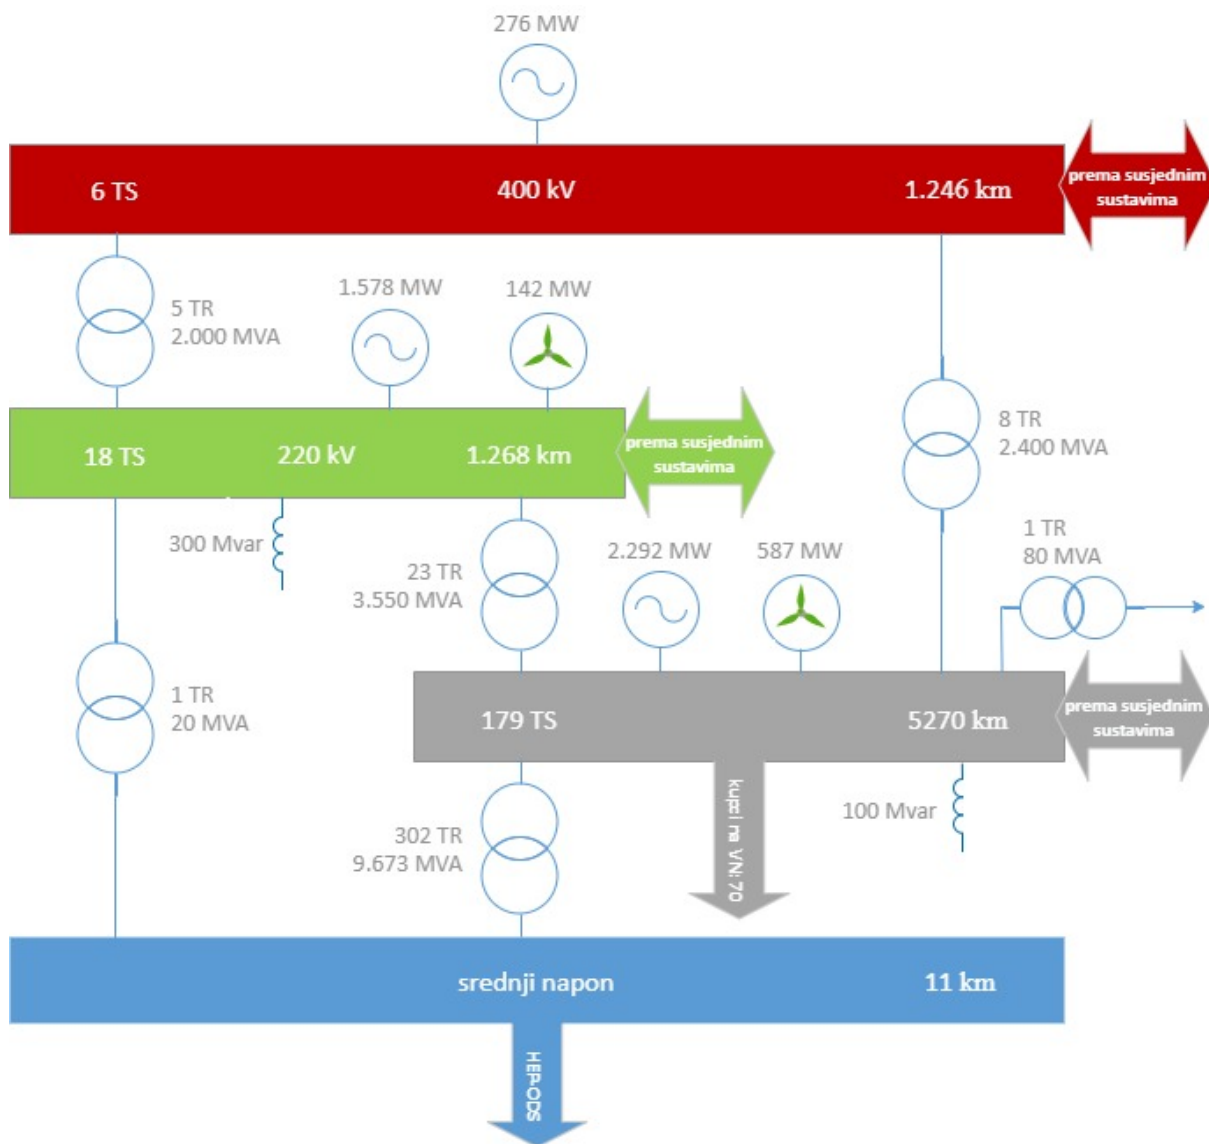 276 MW
6 TS
400 kV
1.246 km
prema susjednim
sustavima
5 TR
2.000 MVA
1.578 MW
142 MW
18 TS
220 kV
1.268 km
prema susjednim
sustavima
8 TR
2.400 MVA
300 Mvar
23 TR
3.550 MVA
2.292 MW
587 MW
1 TR
80 MVA
1 TR
20 MVA
179 TS
5270 km
prema susjednim
sustavima
302 TR
9.673 MVA
kupci na VN: 70
100 Mvar
srednji napon
11 km
HEP-ODS